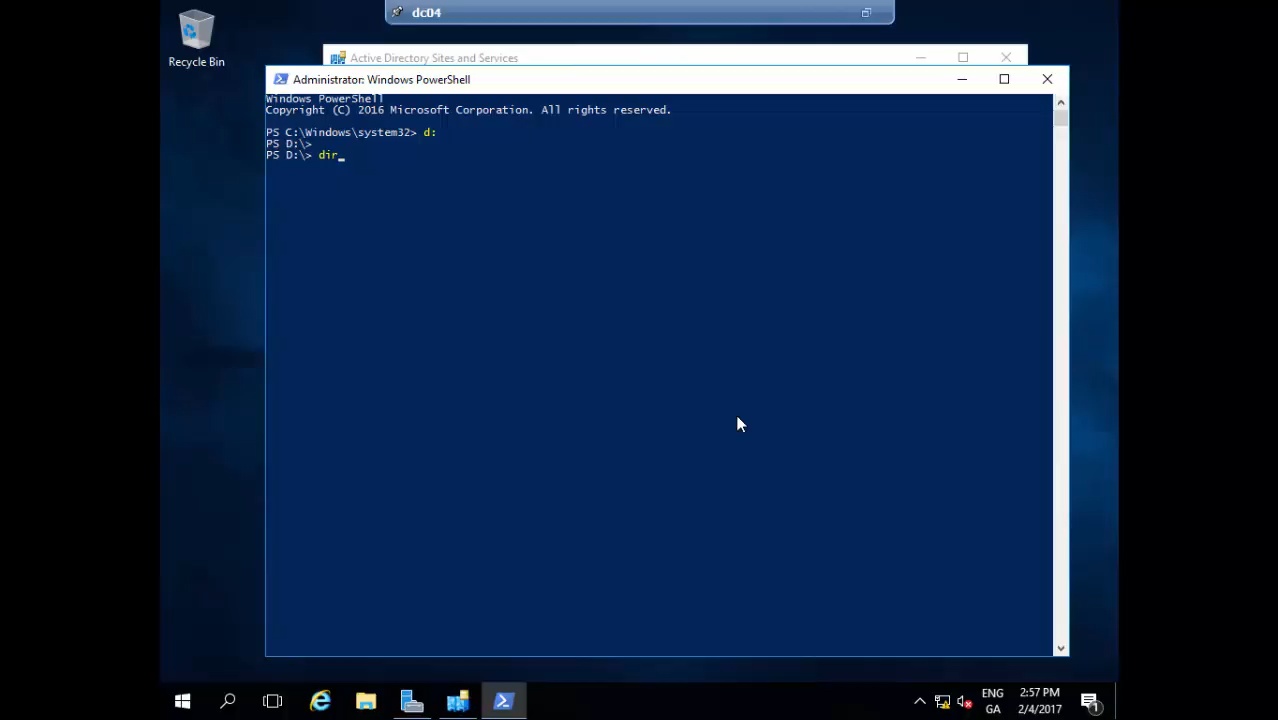 dc04
Recycle Bin
Active Directory Sites and Services
Administrator: Windows PowerShell
Windows PowerShell
Copyright (C) 2016 Microsoft Corporation. All rights reserved.
PS C:\Windows\system32> d:
PS D:\>
PS D:\> dir_
ENG
GA
2:57 PM
2/4/2017
1